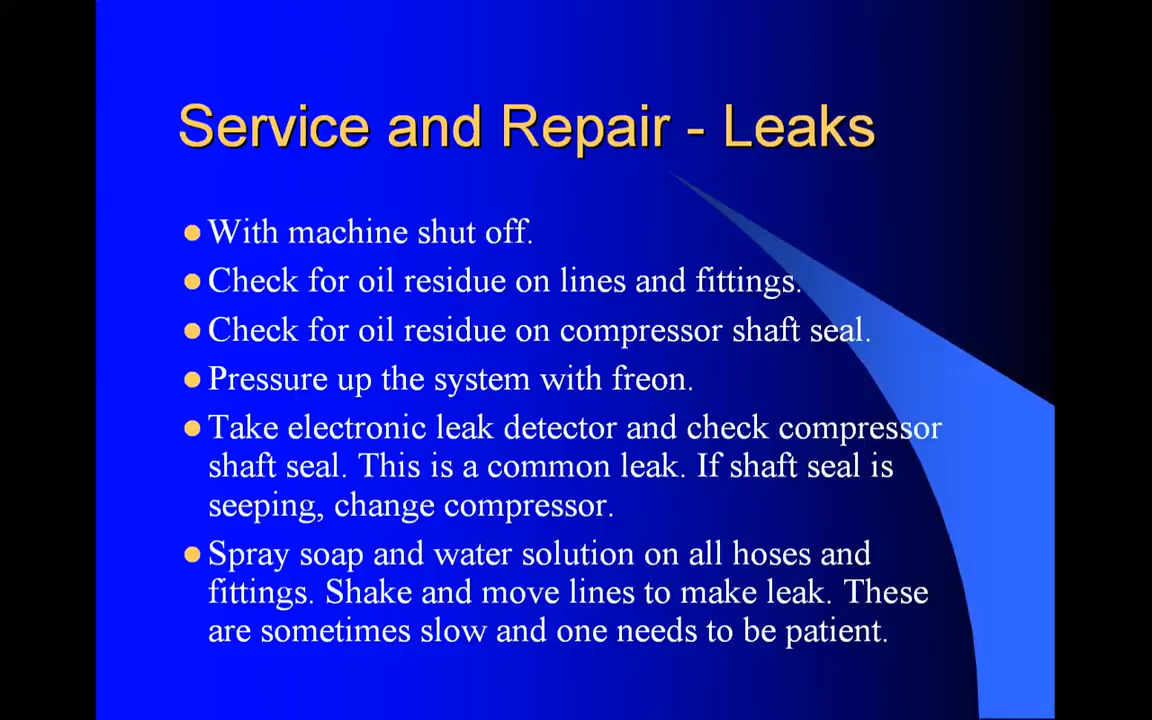 Service and Repair - Leaks
With machine shut off.
Check for oil residue on lines and fittings.
Check for oil residue on compressor shaft seal.
Pressure up the system with freon.
Take electronic leak detector and check compressor
shaft seal. This is a common leak. If shaft seal is
seeping, change compressor.
Spray soap and water solution on all hoses and
fittings. Shake and move lines to make leak. These
are sometimes slow and one needs to be patient.